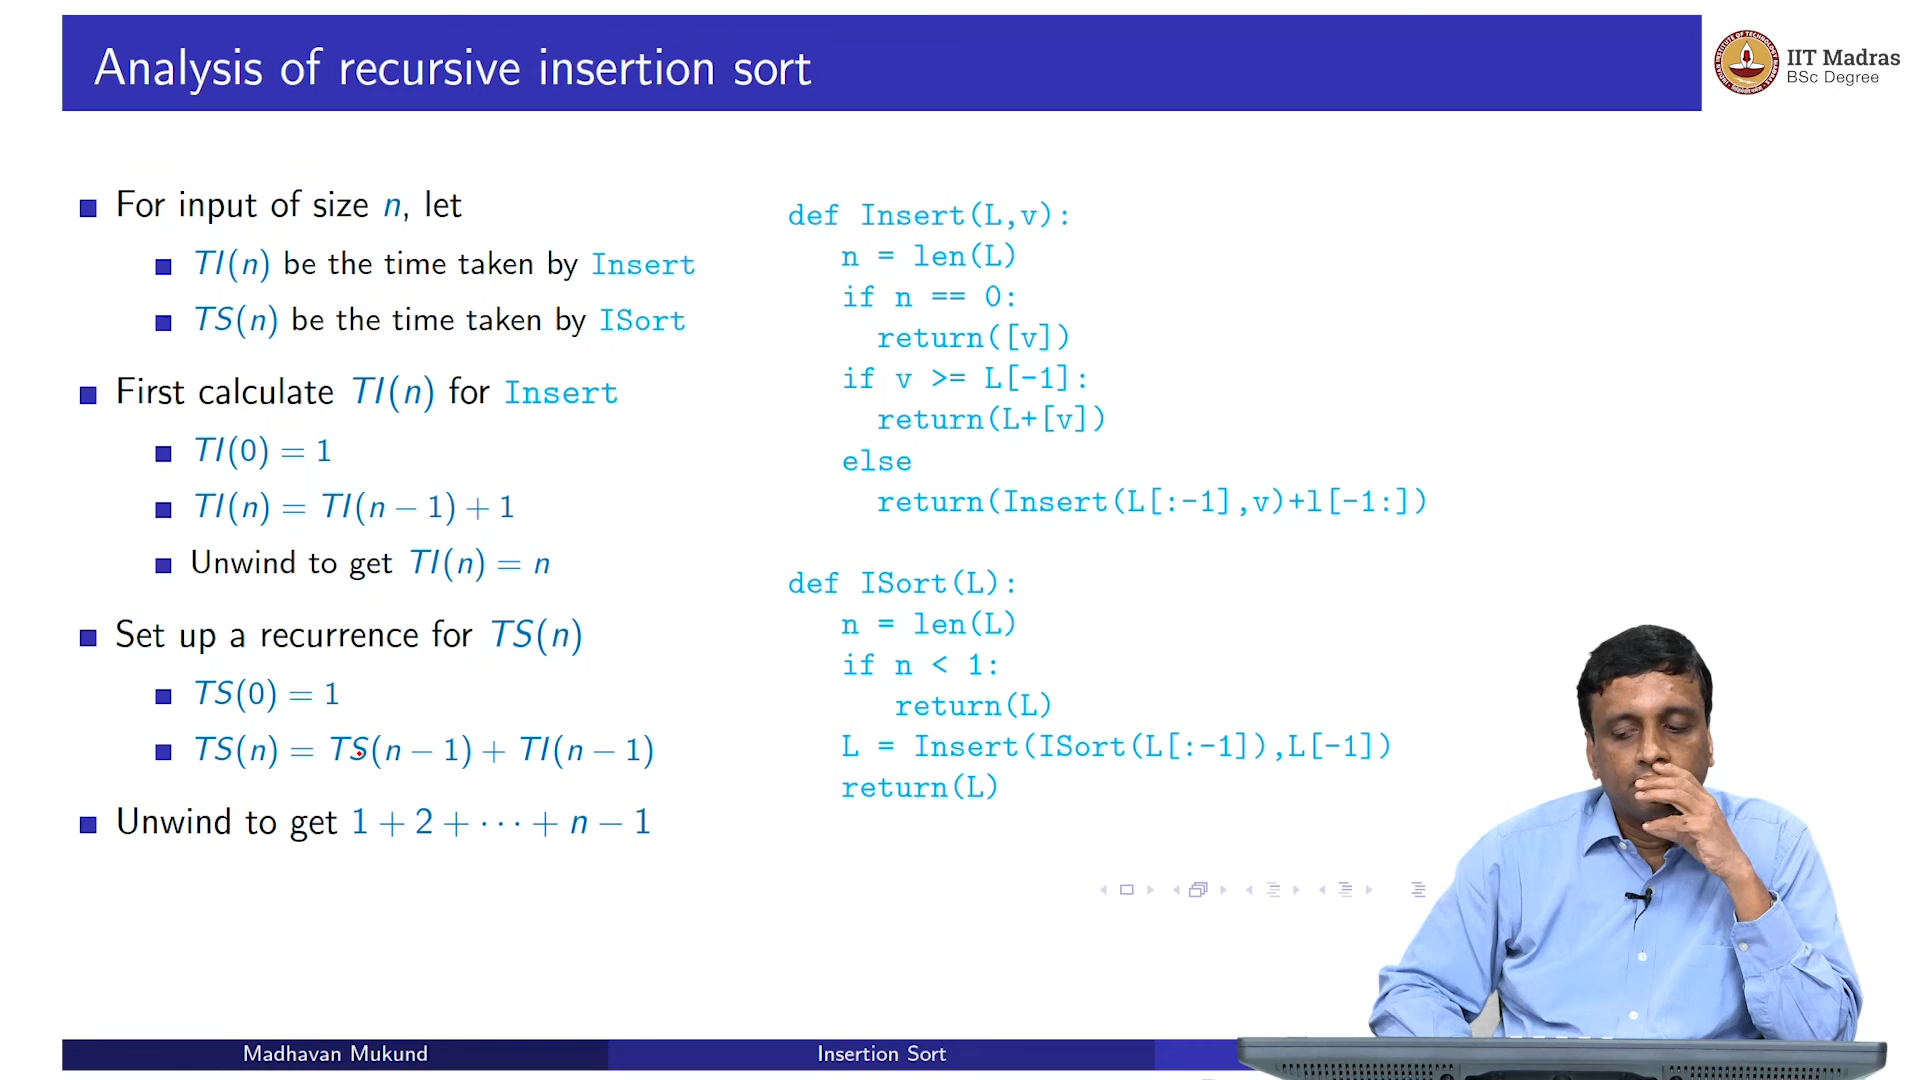 Analysis of recursive insertion sort
IIT Madras
BSc Degree
For input of size n, let
TI(n) be the time taken by Insert
TS(n) be the time taken by ISort
First calculate TI(n) for Insert
TI(0) = 1
TI(n) = TI(n − 1) + 1
Unwind to get TI(n) = n
Set up a recurrence for TS(n)
TS(0) = 1
TS(n) = TS(n − 1) + TI(n − 1)
Unwind to get 1 + 2 + ··· + n − 1
def Insert(L,v):
n = len(L)
if n == 0:
return([v])
if v >= L[-1]:
return(L+[v])
else
return(Insert(L[:-1],v)+l[-1:])
def ISort(L):
n = len(L)
if n < 1:
return(L)
L = Insert(ISort(L[:-1]),L[-1])
return(L)
Madhavan Mukund
Insertion Sort